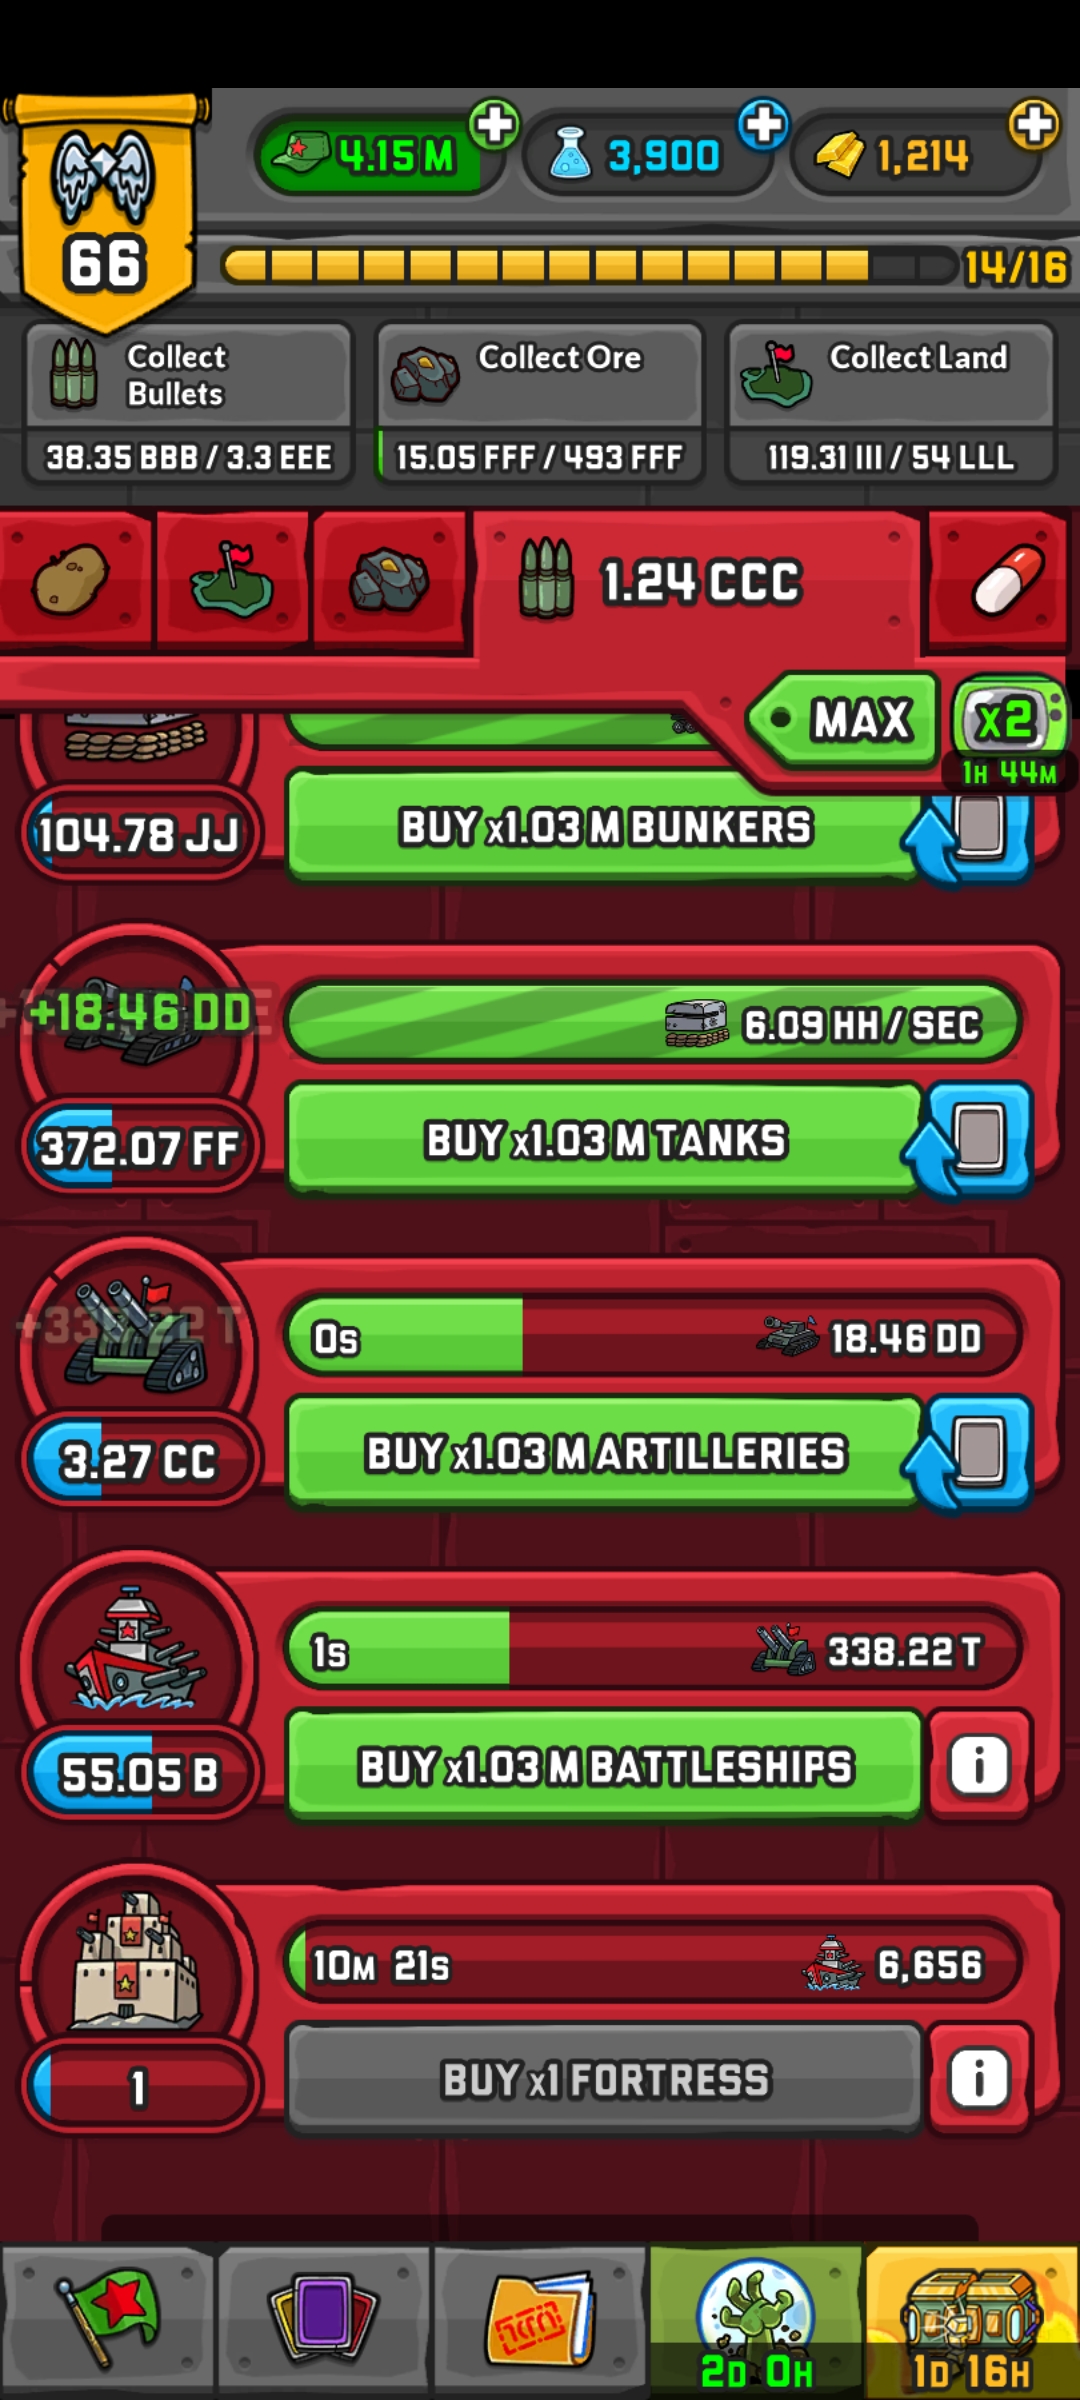 4.15 M
3,900
1,214
66
14/16
Collect
Bullets
38.35 BBB / 3.3 EEE
Collect Ore
15.05 FFF / 493 FFF
Collect Land
119.31 III / 54 LLL
1.24 CCC
MAX
x2
1H 44M
104.78 JJ
BUY x1.03 M BUNKERS
+18.46 DD
6.09 HH / SEC
372.07 FF
BUY x1.03 M TANKS
0s
18.46 DD
3.27 CC
BUY x1.03 M ARTILLERIES
1s
338.22 T
55.05 B
BUY x1.03 M BATTLESHIPS
i
10M 21s
6,656
1
BUY x1 FORTRESS
i
2D 0H
1D 16H